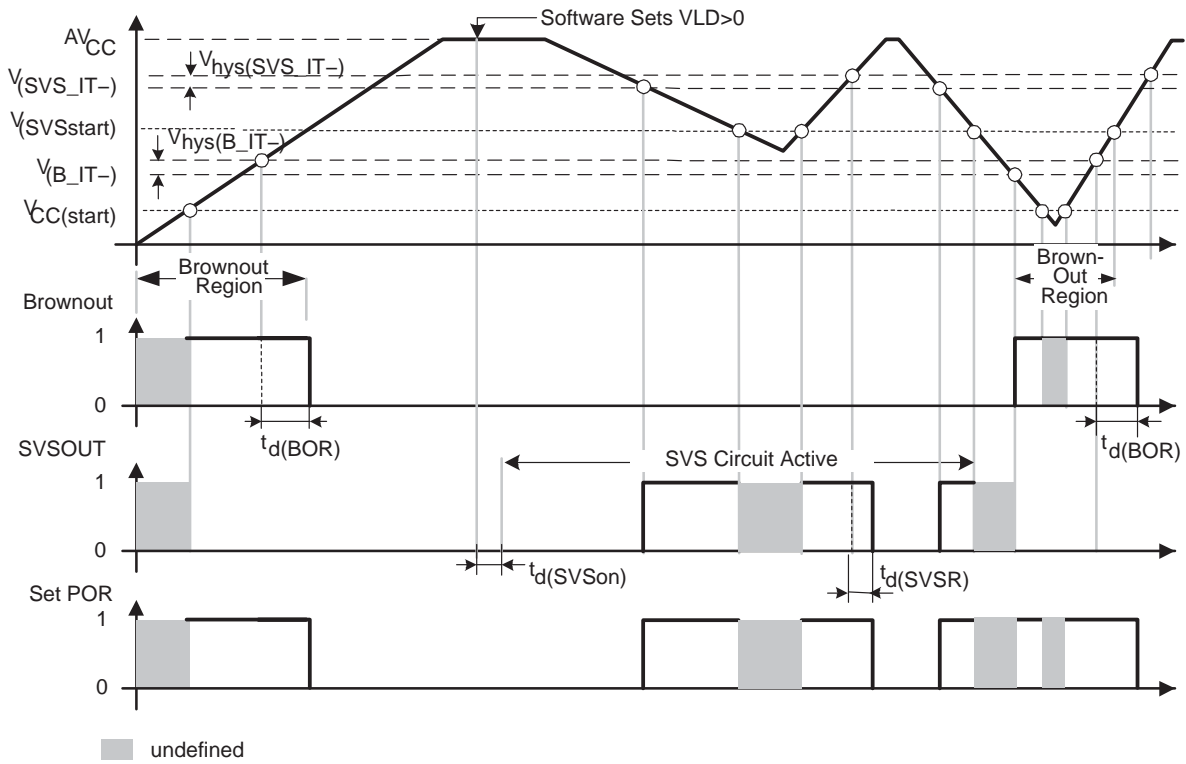 Software Sets VLD>0
AVCC
Vhys(SVS_IT−)
V(SVS_IT−)
V(SVSstart)
Vhys(B_IT−)
V(B_IT−)
VCC(start)
Brownout
Region
Brown-
Out
Region
Brownout
1
0
td(BOR)
td(BOR)
SVSOUT
SVS Circuit Active
1
0
td(SVSon)
td(SVSR)
Set POR
1
0
undefined